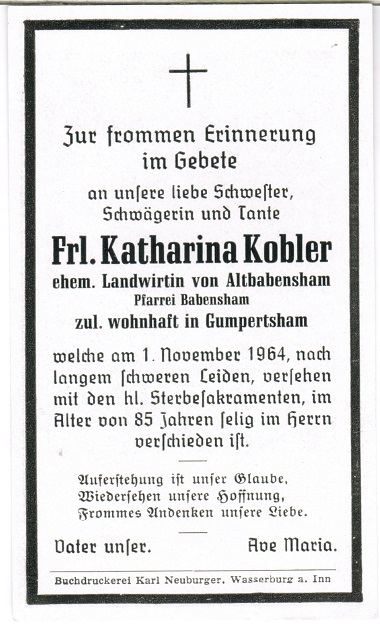 Zur frommen Erinnerung
im Gebete
an unsere liebe Schwester,
Schwägerin und Tante
Frl. Katharina Kobler
ehem. Landwirtin von Altbabensham
Pfarrei Babensham
zul. wohnhaft in Gumpertsham
welche am 1. November 1964, nach
langem schweren Leiden, versehen
mit den hl. Sterbesakramenten, im
Alter von 85 Jahren selig im Herrn
verschieden ist.
Auferstehung ist unser Glaube,
Wiedersehen unsere Hoffnung,
Frommes Andenken unsere Liebe.
Vater unser. Ave Maria.
Buchdruckerei Karl Neuburger, Wasserburg a. Inn